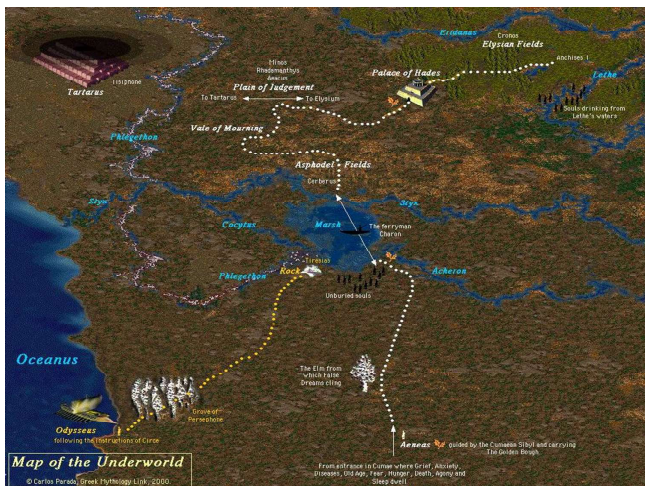 Eridanus
Cronos
Elysian Fields
Anchises 1
Minos
Rhadamanthys
Aeacus
Plain of Judgement
To Tartarus
To Elysium
Palace of Hades
Lethe
Souls drinking from
Lethe's waters
Tisiphone
Tartarus
Phlegethon
Vale of Mourning
Asphodel Fields
Cerberus
Styx
Styx
Cocytus
Marsh
The ferryman
Charon
Tiresias
Rock
Phlegethon
Acheron
Unburied souls
Oceanus
The Elm from
which False
Dreams cling
Grove of
Persephone
Odysseus
following the instructions of Circe
Aeneas guided by the Cumaean Sibyl and carrying
The Golden Bough
Map of the Underworld
© Carlos Parada, Greek Mythology Link, 2000.
From entrance in Cumae where Grief, Anxiety,
Diseases, Old Age, Fear, Hunger, Death, Agony and
Sleep dwell